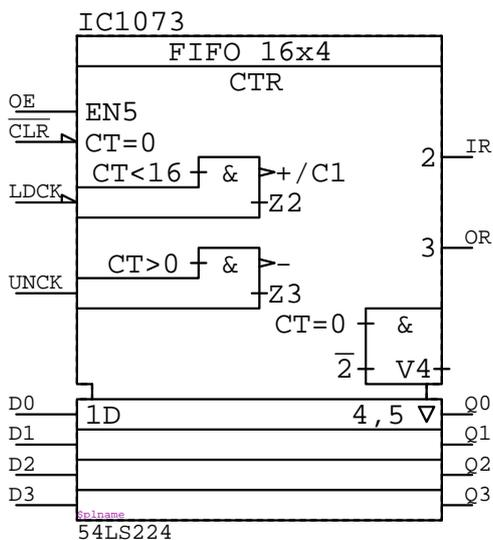 IC1073
FIFO 16x4
CTR
OE
EN5
CLR
CT=0
IR
2
CT<16
&
+/C1
LDCK
Z2
OR
3
CT>0
&
-
UNCK
Z3
CT=0
&
2
V4
D0
1D
4,5 ▽
Q0
D1
Q1
D2
Q2
D3
Q3
$plname
54LS224